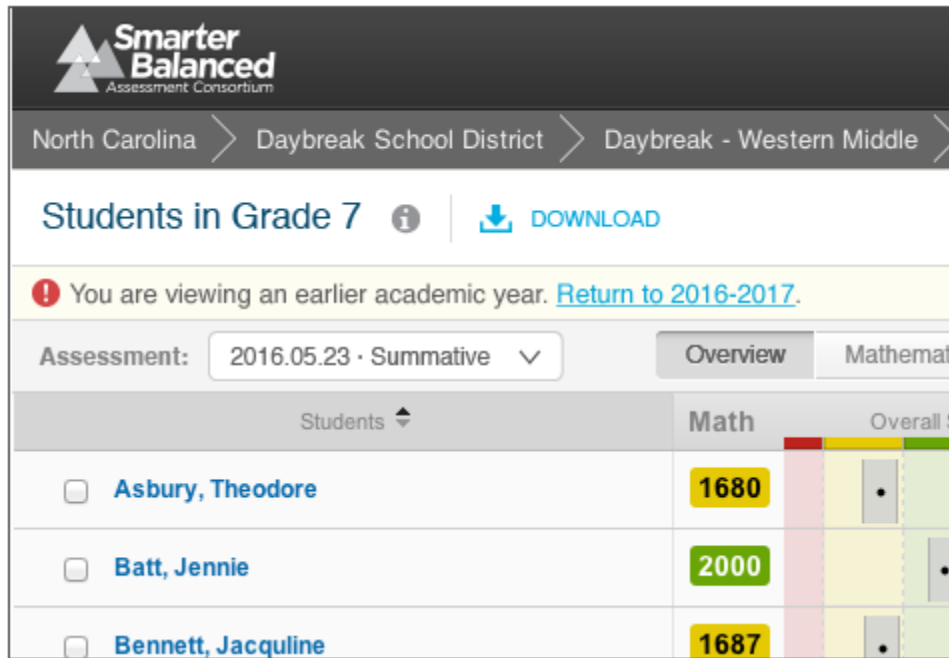 Smarter
Balanced
Assessment Consortium
North Carolina Daybreak School District Daybreak - Western Middle
Students in Grade 7 DOWNLOAD
You are viewing an earlier academic year. Return to 2016-2017.
Assessment: 2016.05.23 · Summative Overview Mathemat
Students Math Overall
Asbury, Theodore 1680
Batt, Jennie 2000
Bennett, Jacquline 1687